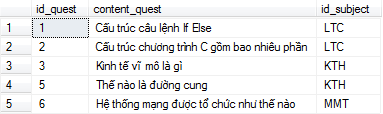 id_quest content_quest id_subject
1 1 Cấu trúc câu lệnh If Else LTC
2 2 Cấu trúc chương trình C gồm bao nhiêu phần LTC
3 3 Kinh tế vĩ mô là gì KTH
4 5 Thế nào là đường cung KTH
5 6 Hệ thống mạng được tổ chức như thế nào MMT